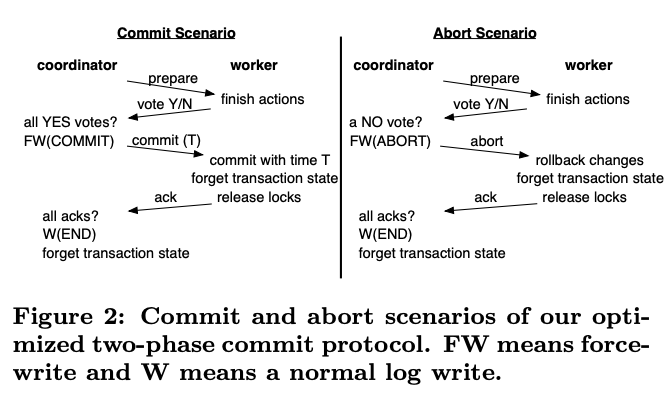 Commit Scenario
coordinator worker
prepare
finish actions
vote Y/N
all YES votes?
FW(COMMIT) commit (T)
commit with time T
forget transaction state
ack release locks
all acks?
W(END)
forget transaction state
Abort Scenario
coordinator worker
prepare
finish actions
vote Y/N
a NO vote?
FW(ABORT) abort
rollback changes
forget transaction state
ack release locks
all acks?
W(END)
forget transaction state
Figure 2: Commit and abort scenarios of our opti-
mized two-phase commit protocol. FW means force-
write and W means a normal log write.